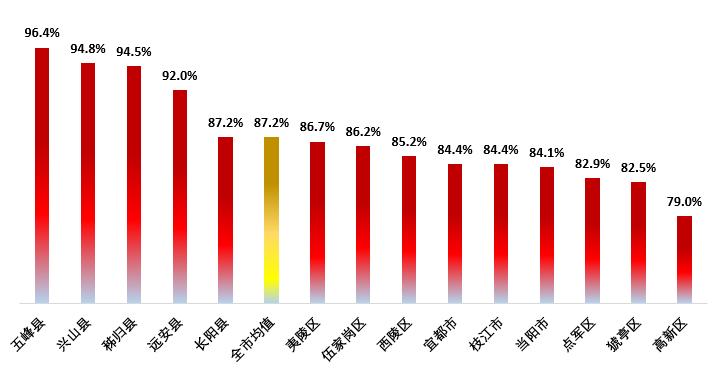 96.4%
94.8%
94.5%
92.0%
87.2%
87.2%
86.7%
86.2%
85.2%
84.4%
84.4%
84.1%
82.9%
82.5%
79.0%
五峰县
兴山县
秭归县
远安县
长阳县
全市均值
夷陵区
伍家岗区
西陵区
宜都市
枝江市
当阳市
点军区
猇亭区
高新区